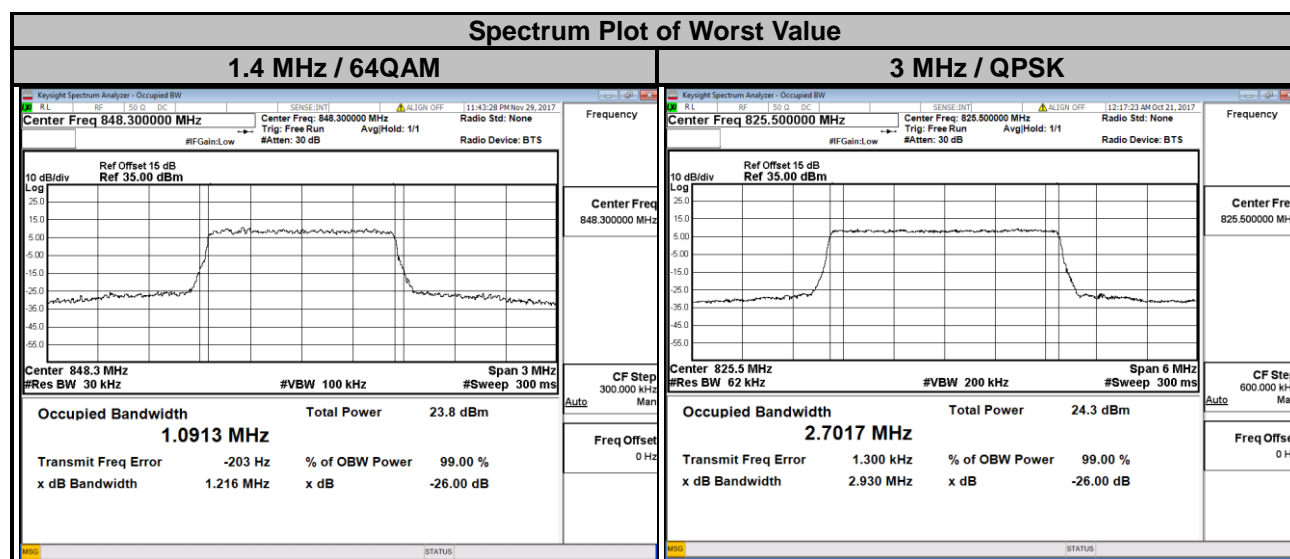 Spectrum Plot of Worst Value
1.4 MHz / 64QAM
Keysight Spectrum Analyzer - Occupied BW
RL RF 50 Ω DC SENSE:INT ALIGN OFF 11:43:28 PM Nov 29, 2017
Center Freq 848.300000 MHz
Center Freq: 848.300000 MHz
Radio Std: None
Trig: Free Run Avg|Hold: 1/1
#IFGain:Low #Atten: 30 dB Radio Device: BTS
Frequency
Ref Offset 15 dB
10 dB/div Ref 35.00 dBm
Log
25.0
15.0
5.00
-5.00
-15.0
-25.0
-35.0
-45.0
-55.0
Center Freq
848.300000 MHz
Center 848.3 MHz Span 3 MHz
#Res BW 30 kHz #VBW 100 kHz #Sweep 300 ms
CF Step
300.000 kHz
Auto Man
Occupied Bandwidth Total Power 23.8 dBm
1.0913 MHz
Transmit Freq Error -203 Hz % of OBW Power 99.00 %
x dB Bandwidth 1.216 MHz x dB -26.00 dB
Freq Offset
0 Hz
MSG STATUS
3 MHz / QPSK
Keysight Spectrum Analyzer - Occupied BW
RL RF 50 Ω DC SENSE:INT ALIGN OFF 12:17:23 AM Oct 21, 2017
Center Freq 825.500000 MHz
Center Freq: 825.500000 MHz
Radio Std: None
Trig: Free Run Avg|Hold: 1/1
#IFGain:Low #Atten: 30 dB Radio Device: BTS
Frequency
Ref Offset 15 dB
10 dB/div Ref 35.00 dBm
Log
25.0
15.0
5.00
-5.00
-15.0
-25.0
-35.0
-45.0
-55.0
Center Fre
825.500000 MH
Center 825.5 MHz Span 6 MHz
#Res BW 62 kHz #VBW 200 kHz #Sweep 300 ms
CF Ste
600.000 kH
Auto Ma
Occupied Bandwidth Total Power 24.3 dBm
2.7017 MHz
Transmit Freq Error 1.300 kHz % of OBW Power 99.00 %
x dB Bandwidth 2.930 MHz x dB -26.00 dB
Freq Offse
0 H
MSG STATUS